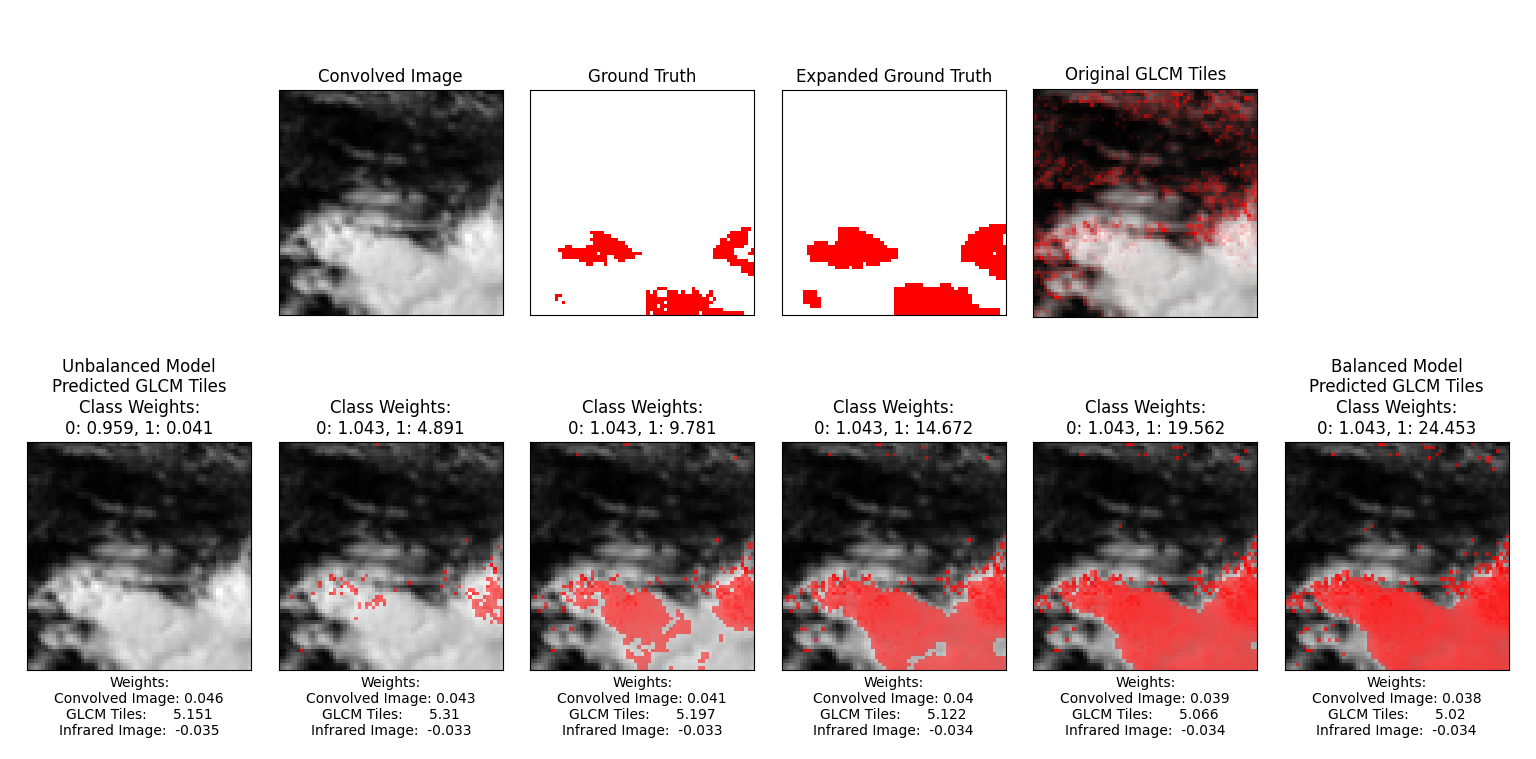 Convolved Image
Ground Truth
Expanded Ground Truth
Original GLCM Tiles
Unbalanced Model
Predicted GLCM Tiles
Class Weights:
0: 0.959, 1: 0.041
Class Weights:
0: 1.043, 1: 4.891
Class Weights:
0: 1.043, 1: 9.781
Class Weights:
0: 1.043, 1: 14.672
Class Weights:
0: 1.043, 1: 19.562
Balanced Model
Predicted GLCM Tiles
Class Weights:
0: 1.043, 1: 24.453
Weights:
Convolved Image: 0.046
GLCM Tiles: 5.151
Infrared Image: -0.035
Weights:
Convolved Image: 0.043
GLCM Tiles: 5.31
Infrared Image: -0.033
Weights:
Convolved Image: 0.041
GLCM Tiles: 5.197
Infrared Image: -0.033
Weights:
Convolved Image: 0.04
GLCM Tiles: 5.122
Infrared Image: -0.034
Weights:
Convolved Image: 0.039
GLCM Tiles: 5.066
Infrared Image: -0.034
Weights:
Convolved Image: 0.038
GLCM Tiles: 5.02
Infrared Image: -0.034